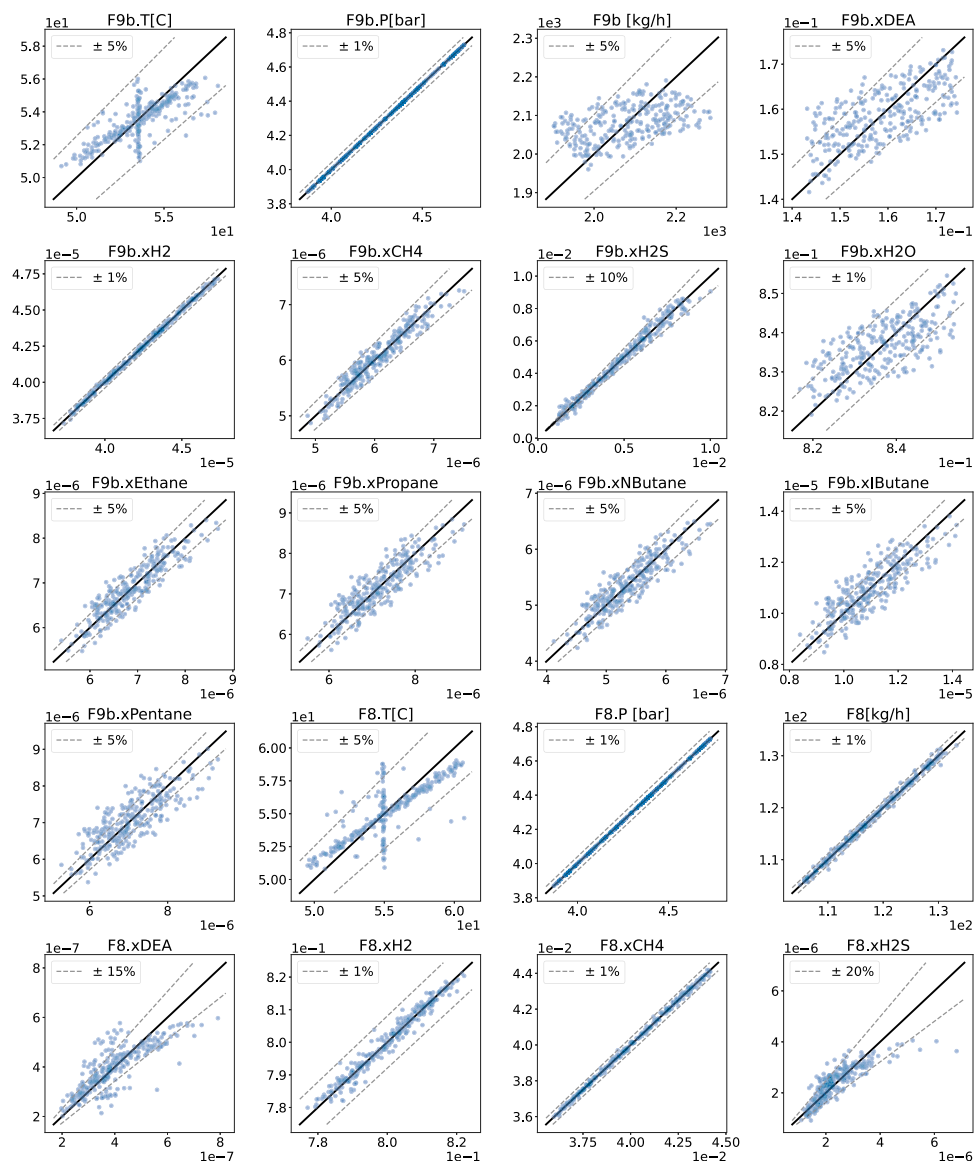 F9b.T[C] F9b.P[bar] F9b [kg/h] F9b.xDEA
1e1 1e3 1e−1
± 5% ± 1% ± 5% ± 5%
5.8 5.6 5.4 5.2 5.0
4.8 4.6 4.4 4.2 4.0 3.8
2.3 2.2 2.1 2.0 1.9
1.7 1.6 1.5 1.4
5.0 5.5 4.0 4.5 2.0 2.2 1.4 1.5 1.6 1.7
1e1 1e3 1e−1
F9b.xH2 F9b.xCH4 F9b.xH2S F9b.xH2O
1e−5 1e−6 1e−2 1e−1
± 1% ± 5% ± 10% ± 1%
4.75 4.50 4.25 4.00 3.75
7 6 5
1.0 0.8 0.6 0.4 0.2 0.0
8.5 8.4 8.3 8.2
4.0 4.5 5 6 7 0.0 0.5 1.0 8.2 8.4
1e−5 1e−6 1e−2 1e−1
F9b.xEthane F9b.xPropane F9b.xNButane F9b.xIButane
1e−6 1e−6 1e−6 1e−5
± 5% ± 5% ± 5% ± 5%
9 8 7 6
9 8 7 6
7 6 5 4
1.4 1.2 1.0 0.8
6 7 8 9 6 8 4 5 6 7 0.8 1.0 1.2 1.4
1e−6 1e−6 1e−6 1e−5
F9b.xPentane F8.T[C] F8.P [bar] F8[kg/h]
1e−6 1e1 1e2
± 5% ± 5% ± 1% ± 1%
9 8 7 6 5
6.00 5.75 5.50 5.25 5.00
4.8 4.6 4.4 4.2 4.0 3.8
1.3 1.2 1.1
6 8 5.0 5.5 6.0 4.0 4.5 1.1 1.2 1.3
1e−6 1e1 1e2
F8.xDEA F8.xH2 F8.xCH4 F8.xH2S
1e−7 1e−1 1e−2 1e−6
± 15% ± 1% ± 1% ± 20%
8 7 6 5 4 3 2
8.2 8.1 8.0 7.9 7.8
4.4 4.2 4.0 3.8 3.6
6 4 2
2 4 6 8 7.8 8.0 8.2 3.75 4.00 4.25 4.50 2 4 6
1e−7 1e−1 1e−2 1e−6